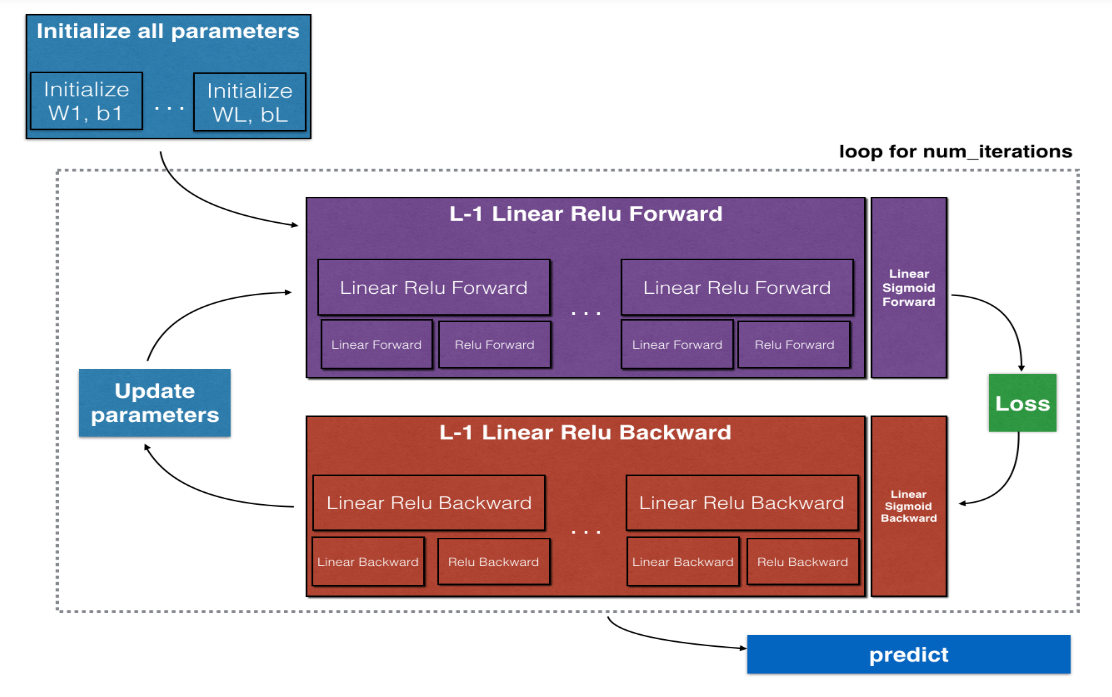 Initialize all parameters
Initialize
W1, b1
. . .
Initialize
WL, bL
loop for num_iterations
L-1 Linear Relu Forward
Linear Relu Forward
. . .
Linear Relu Forward
Linear Forward
Relu Forward
Linear Forward
Relu Forward
Linear
Sigmoid
Forward
Update
parameters
Loss
L-1 Linear Relu Backward
Linear Relu Backward
. . .
Linear Relu Backward
Linear Backward
Relu Backward
Linear Backward
Relu Backward
Linear
Sigmoid
Backward
predict